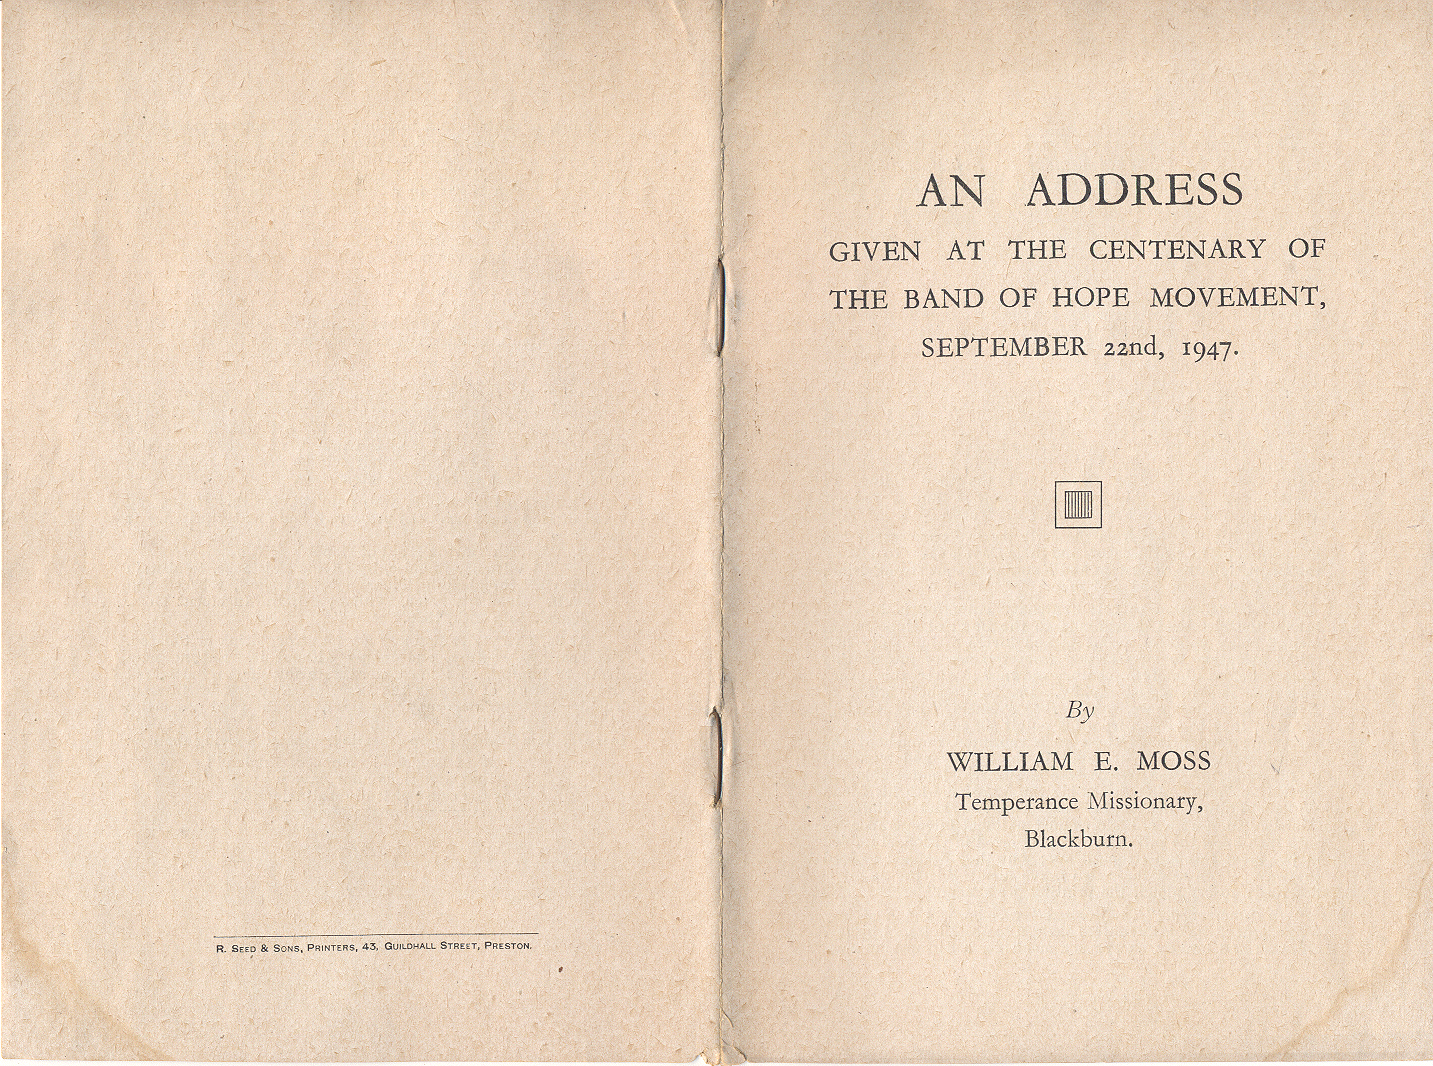 AN ADDRESS
GIVEN AT THE CENTENARY OF
THE BAND OF HOPE MOVEMENT,
SEPTEMBER 22nd, 1947.
By
WILLIAM E. MOSS
Temperance Missionary,
Blackburn.
R. SEED & SONS, PRINTERS, 43, GUILDHALL STREET, PRESTON.